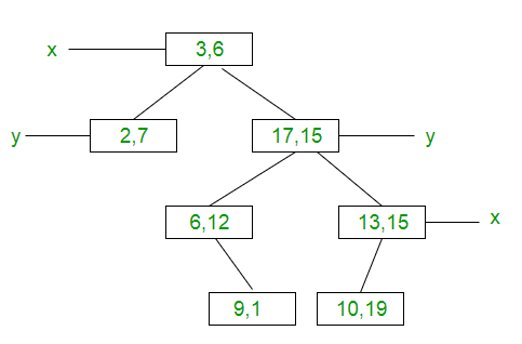 x 3,6
y 2,7 17,15 y
6,12 13,15 x
9,1 10,19